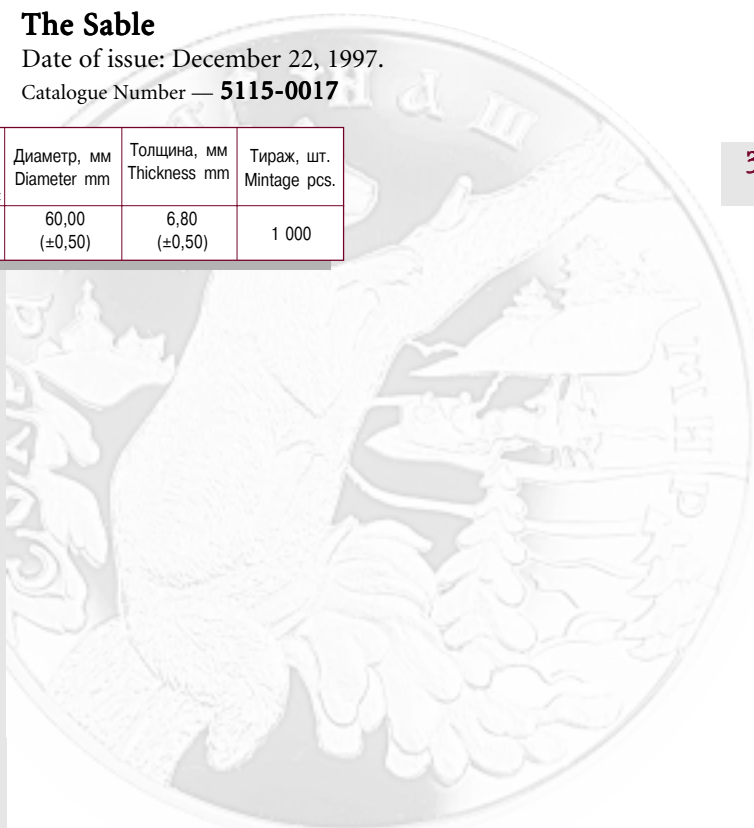 The Sable
Date of issue: December 22, 1997.
Catalogue Number — 5115-0017
Диаметр, мм
Diameter mm
Толщина, мм
Thickness mm
Тираж, шт.
Mintage pcs.
60,00
(±0,50)
6,80
(±0,50)
1 000